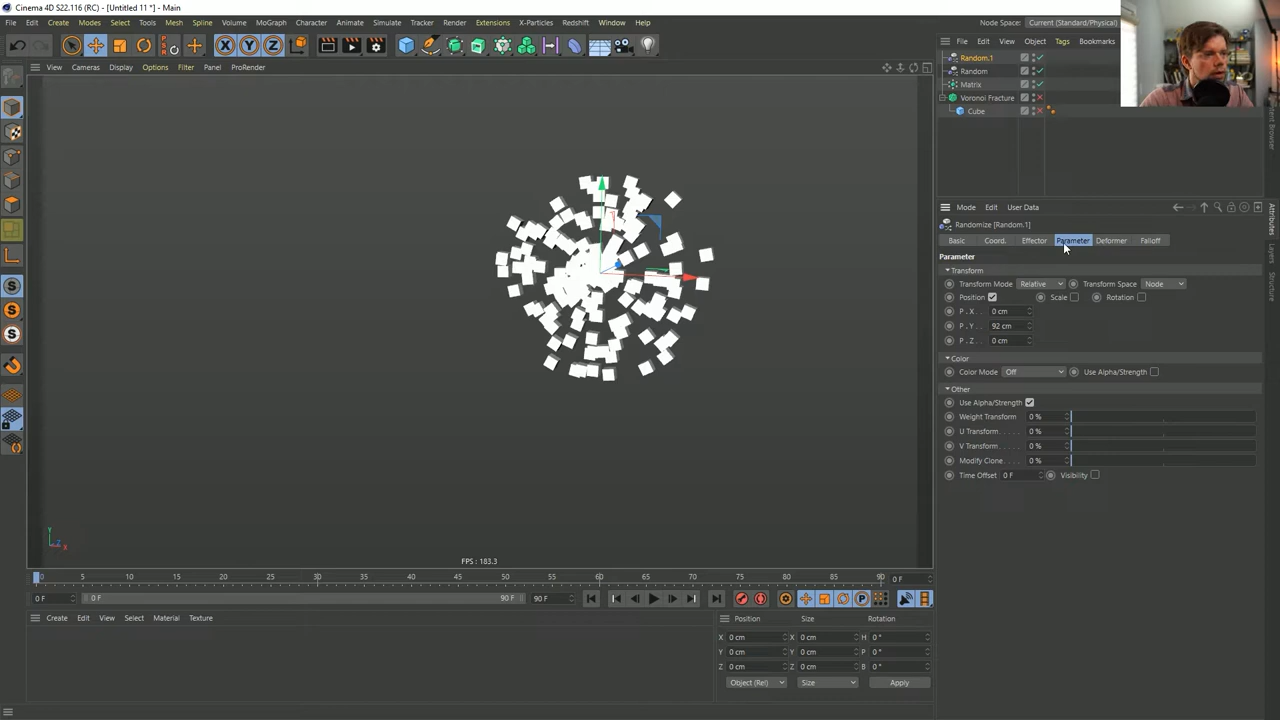 Cinema 4D S22.116 (RC) - [Untitled 11 *] - Main
File Edit Create Modes Select Tools Mesh Spline Volume MoGraph Character Animate Simulate Tracker Render Extensions X-Particles Redshift Window Help Node Space: Current (Standard/Physical)
File Edit View Object Tags Bookmarks
View Cameras Display Options Filter Panel ProRender
Random.1
Random
Matrix
Voronoi Fracture
Cube
Mode Edit User Data
Randomize [Random.1]
Basic Coord. Effector Parameter Deformer Falloff
Parameter
Transform
Transform Mode Relative Transform Space Node
Position Scale Rotation
P . X . . 0 cm
P . Y . . 92 cm
P . Z . . 0 cm
Color
Color Mode Off Use Alpha/Strength
Other
Use Alpha/Strength
Weight Transform 0 %
U Transform . . . . . 0 %
V Transform . . . . . 0 %
Modify Clone . . . . 0 %
Time Offset 0 F Visibility
Attributes
Layers
Structure
Y
Z
X
FPS : 183.3
0 5 10 15 20 25 30 35 40 45 50 55 60 65 70 75 80 85 90 0 F
0 F 0 F 90 F 90 F
Create Edit View Select Material Texture
Position Size Rotation
X 0 cm X 0 cm H 0 °
Y 0 cm Y 0 cm P 0 °
Z 0 cm Z 0 cm B 0 °
Object (Rel) Size Apply